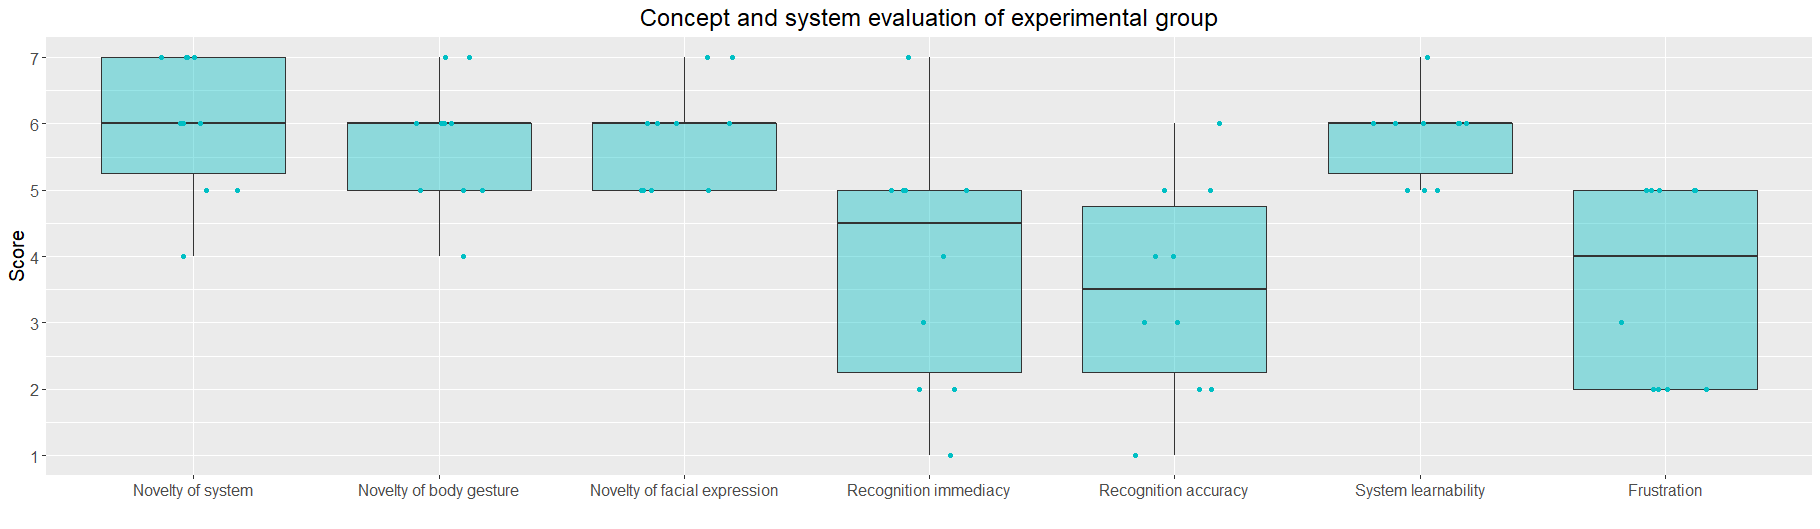 Concept and system evaluation of experimental group
Score
7
6
5
4
3
2
1
Novelty of system
Novelty of body gesture
Novelty of facial expression
Recognition immediacy
Recognition accuracy
System learnability
Frustration